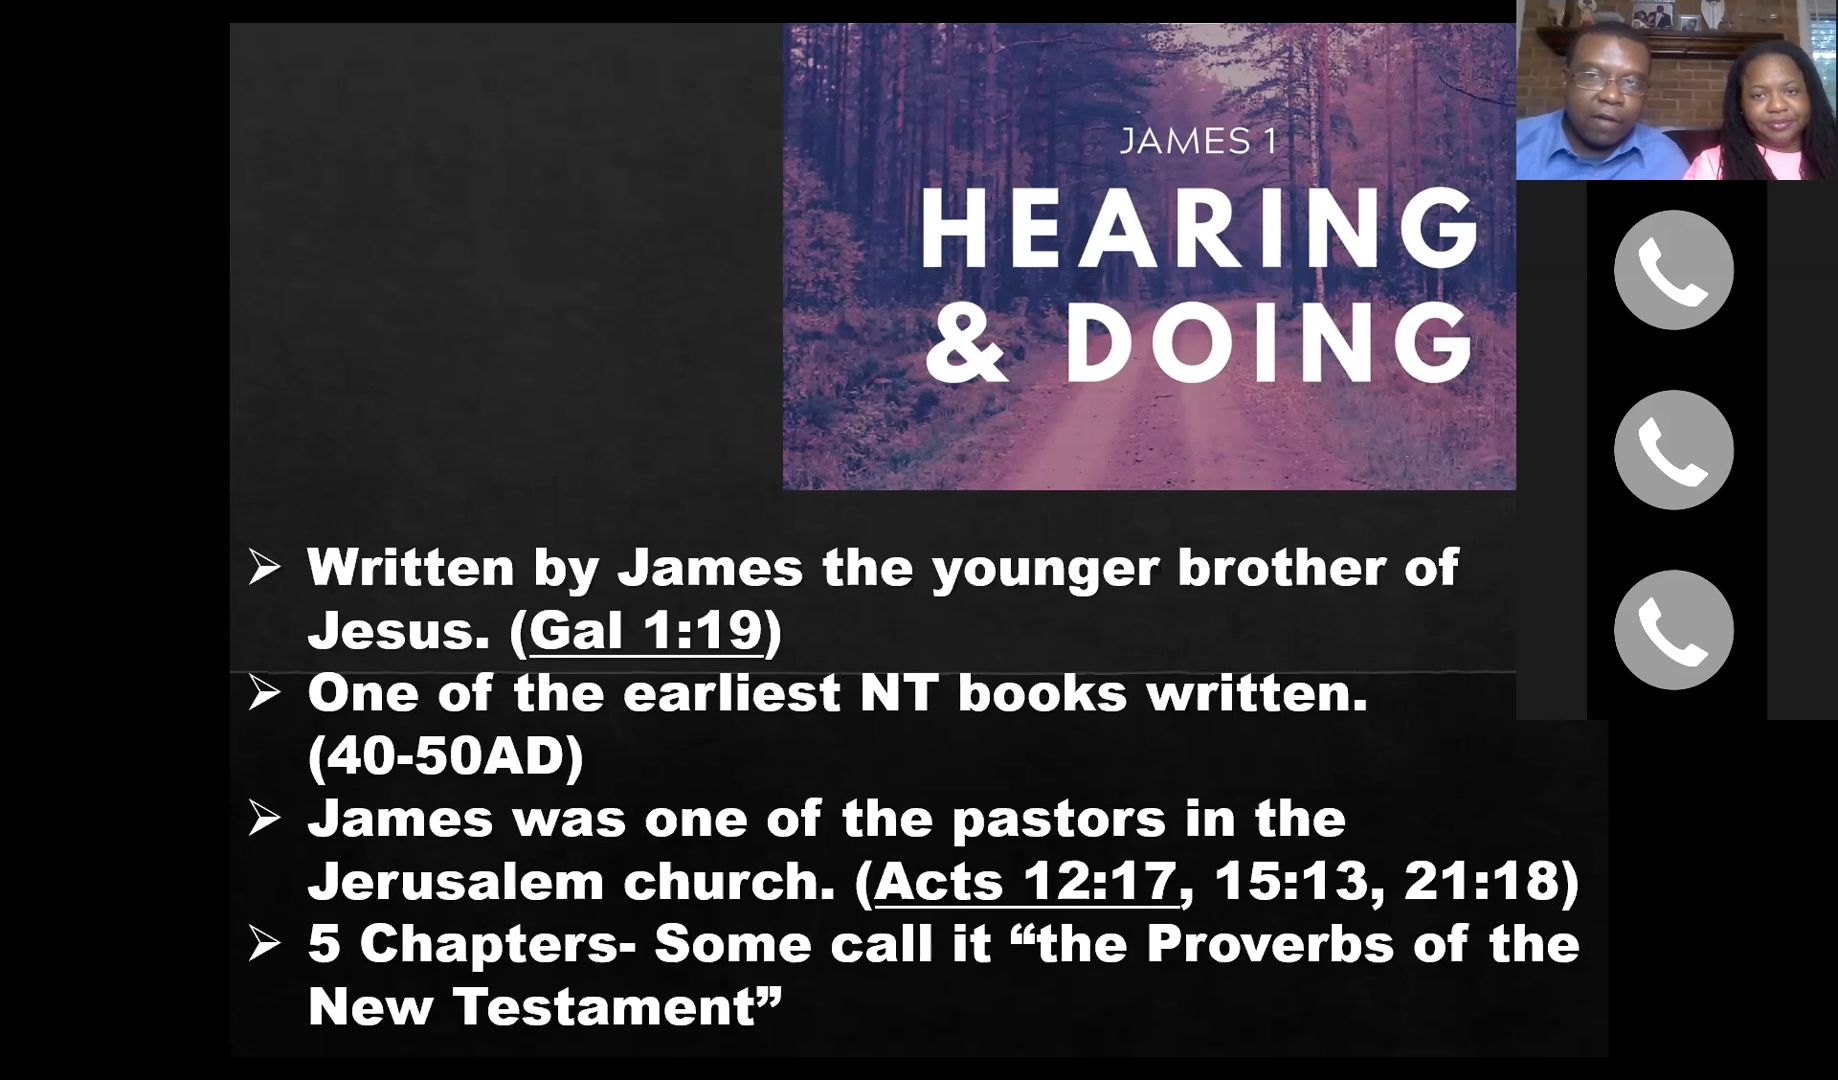 JAMES 1
HEARING
& DOING
➢ Written by James the younger brother of
Jesus. (Gal 1:19)
➢ One of the earliest NT books written.
(40-50AD)
➢ James was one of the pastors in the
Jerusalem church. (Acts 12:17, 15:13, 21:18)
➢ 5 Chapters- Some call it “the Proverbs of the
New Testament”